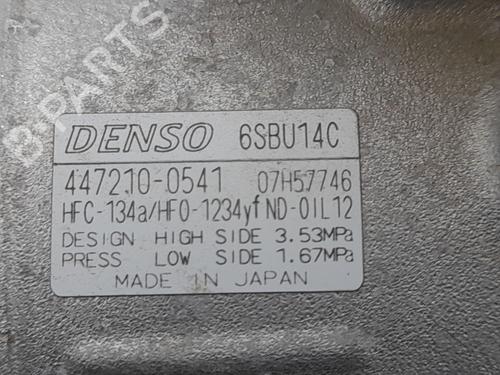 B-PARTS
DENSO 6SBU14C
447210-0541 07H57746
HFC-134a/HFO-1234yf ND-OIL12
DESIGN HIGH SIDE 3.53MPa
PRESS LOW SIDE 1.67MPa
MADE IN JAPAN